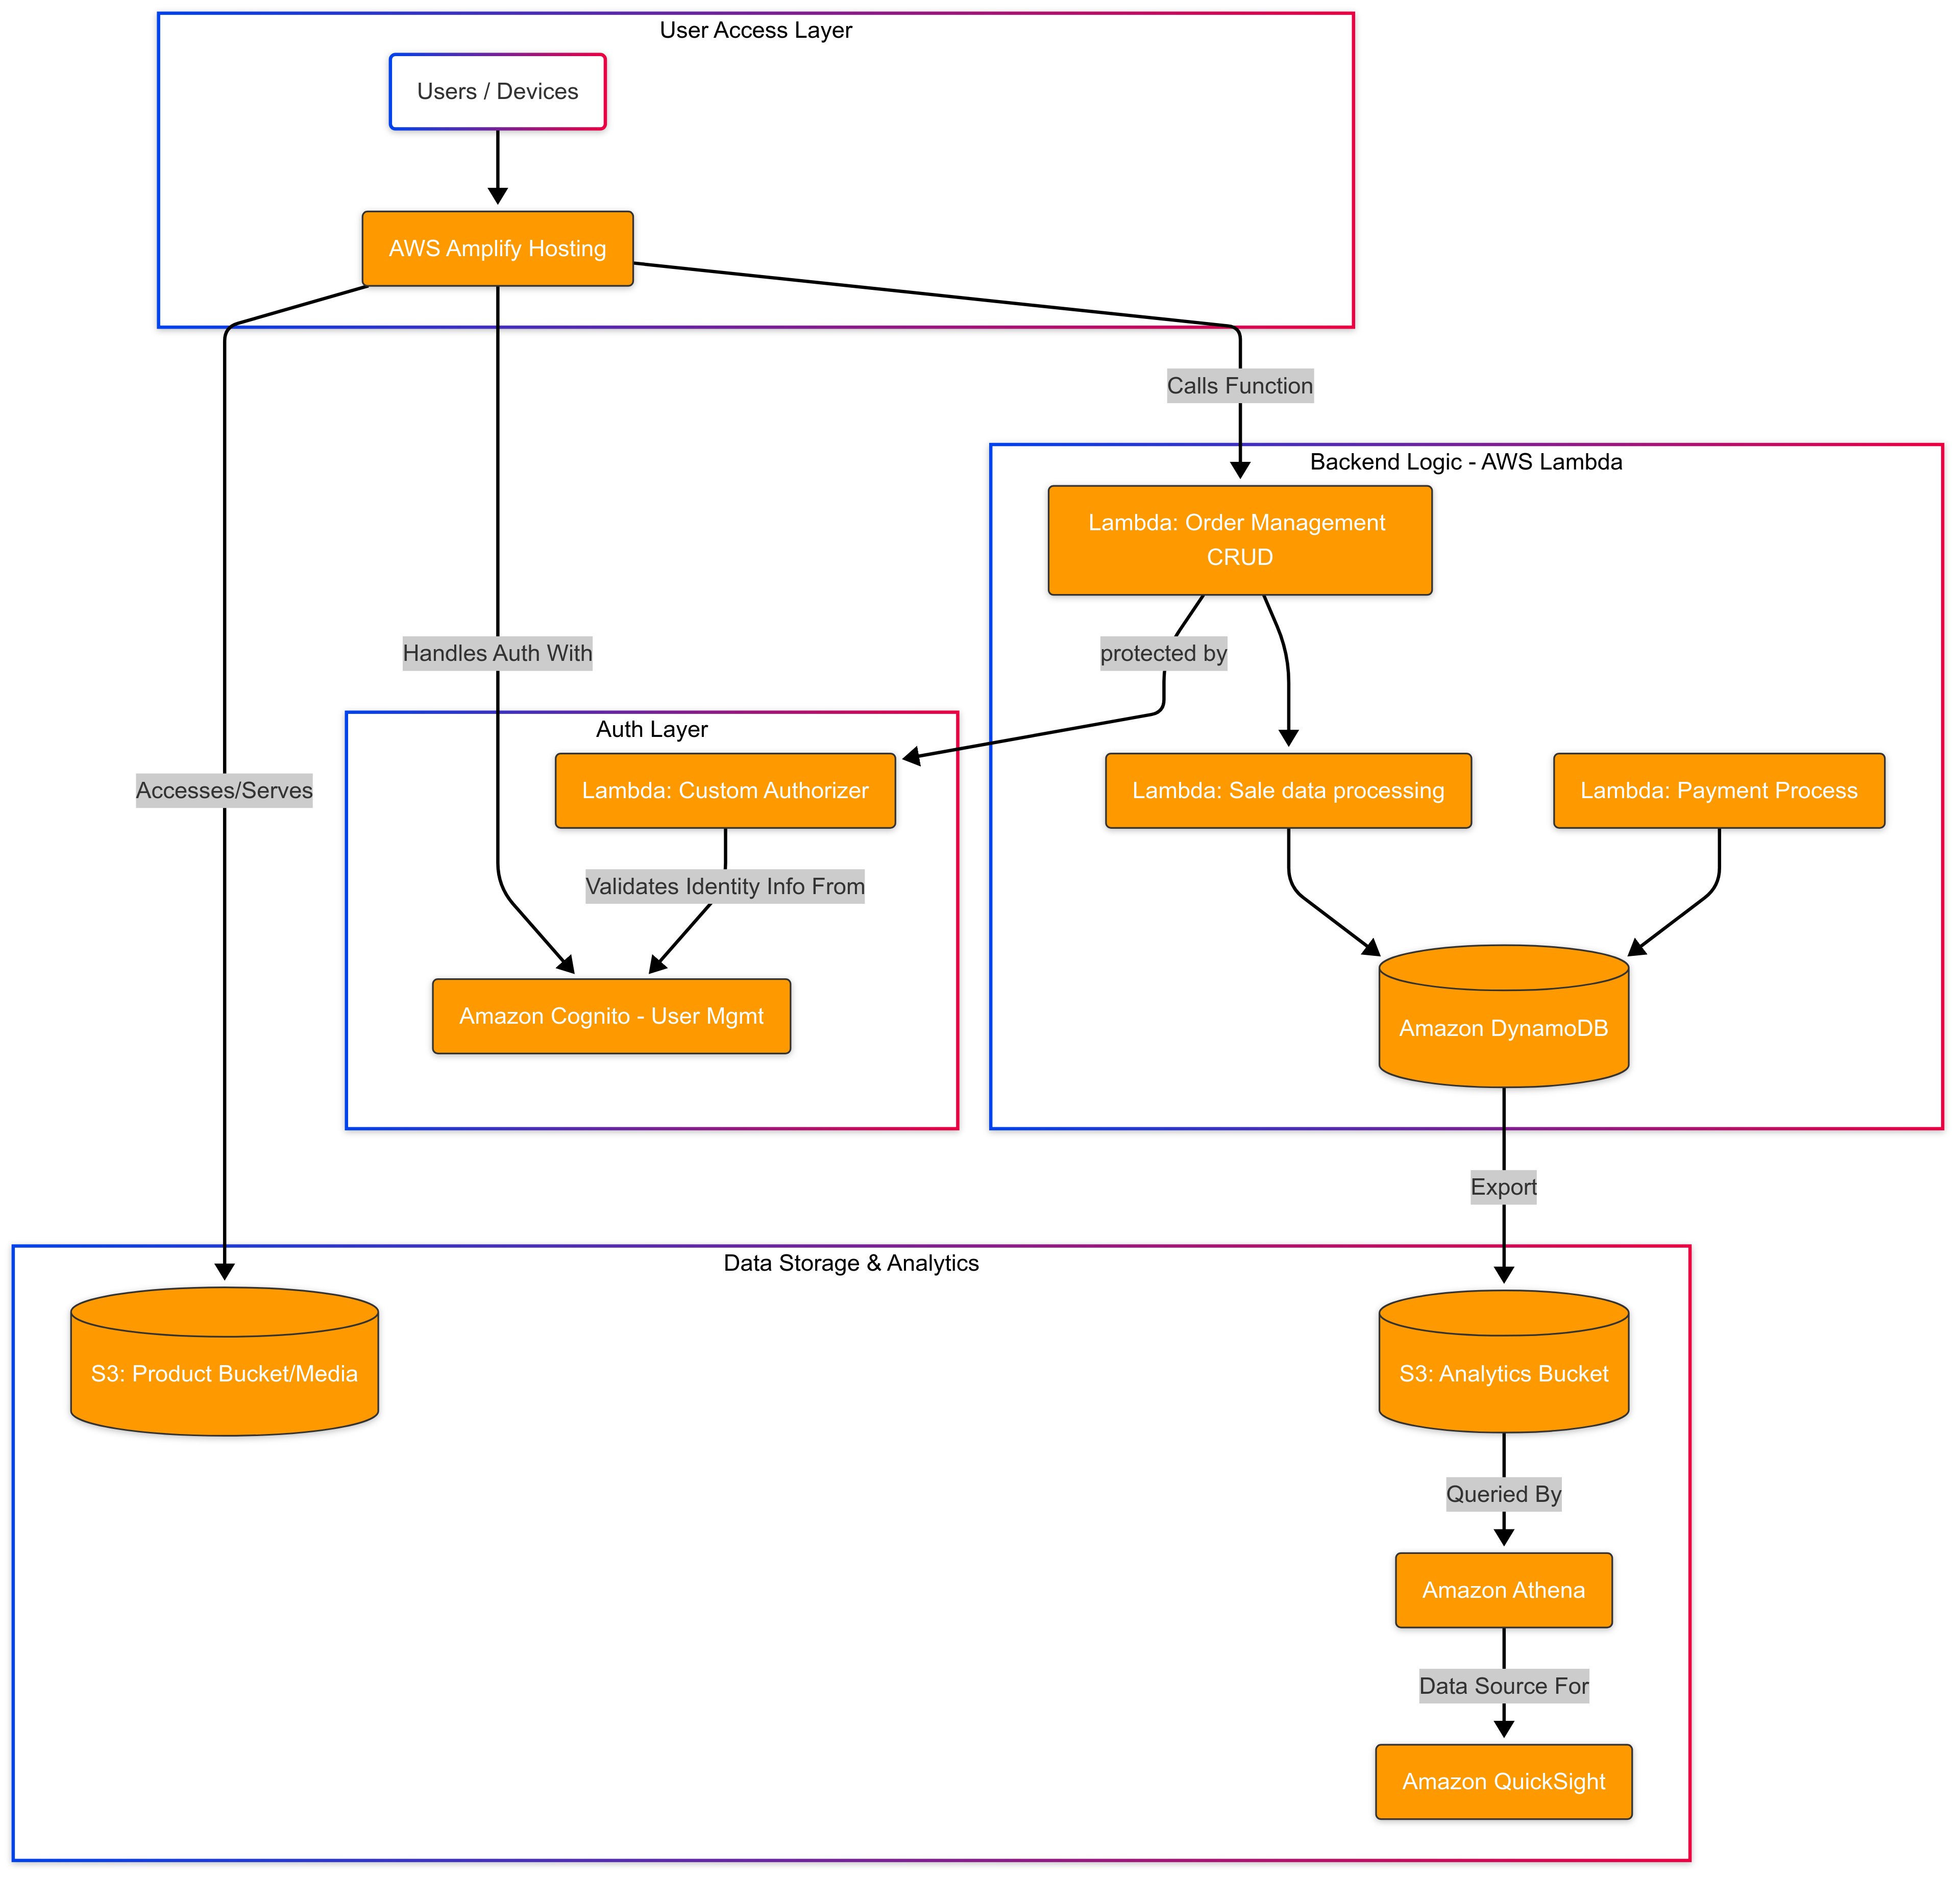 User Access Layer
Users / Devices
AWS Amplify Hosting
Calls Function
Backend Logic - AWS Lambda
Lambda: Order Management
CRUD
Handles Auth With
protected by
Auth Layer
Accesses/Serves
Lambda: Custom Authorizer
Lambda: Sale data processing
Lambda: Payment Process
Validates Identity Info From
Amazon Cognito - User Mgmt
Amazon DynamoDB
Export
Data Storage & Analytics
S3: Product Bucket/Media
S3: Analytics Bucket
Queried By
Amazon Athena
Data Source For
Amazon QuickSight